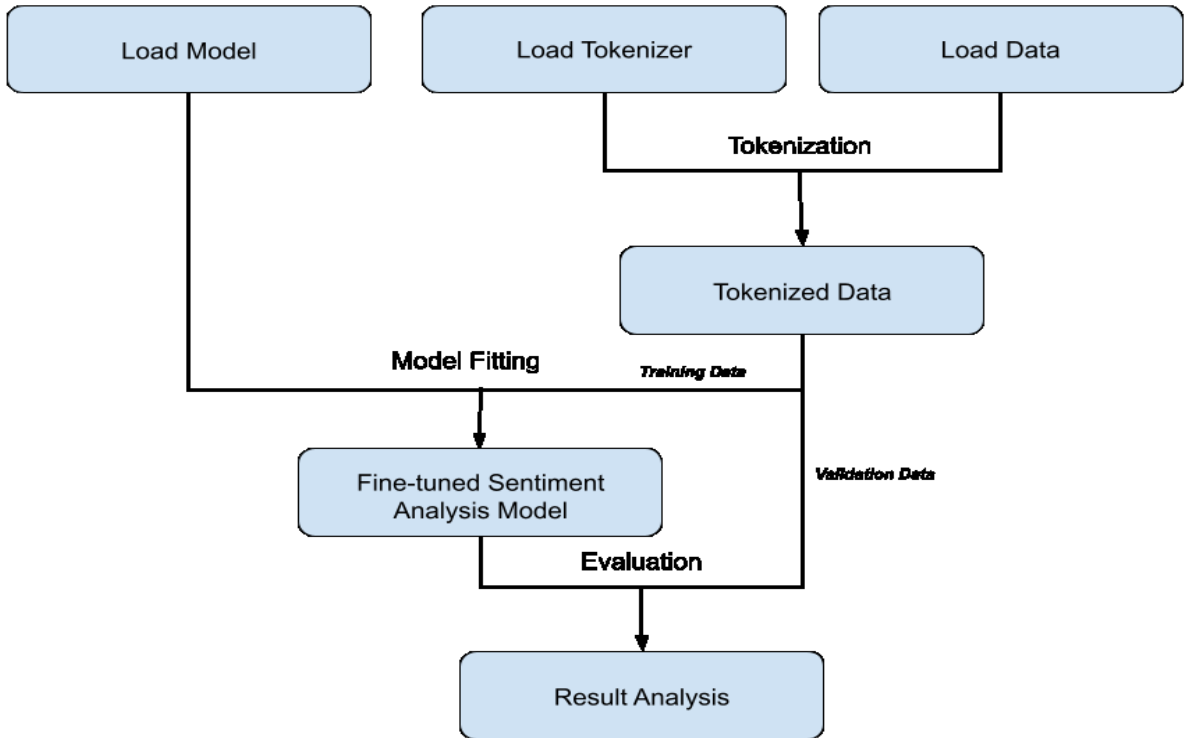 Load Model
Load Tokenizer
Load Data
Tokenization
Tokenized Data
Model Fitting
Training Data
Fine-tuned Sentiment
Analysis Model
Validation Data
Evaluation
Result Analysis